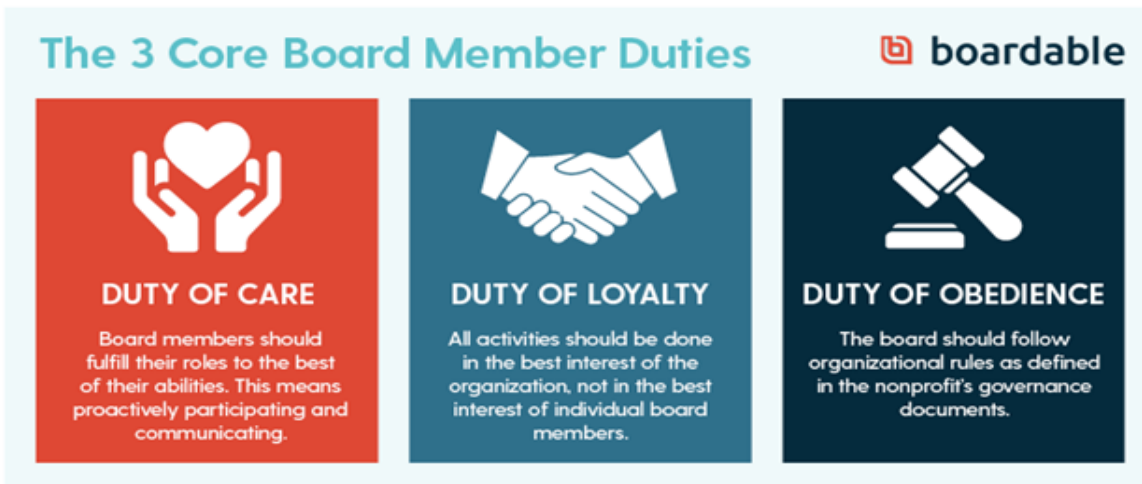 The 3 Core Board Member Duties
boardable
DUTY OF CARE
Board members should
fulfill their roles to the best
of their abilities. This means
proactively participating and
communicating.
DUTY OF LOYALTY
All activities should be done
in the best interest of the
organization, not in the best
interest of individual board
members.
DUTY OF OBEDIENCE
The board should follow
organizational rules as defined
in the nonprofit's governance
documents.